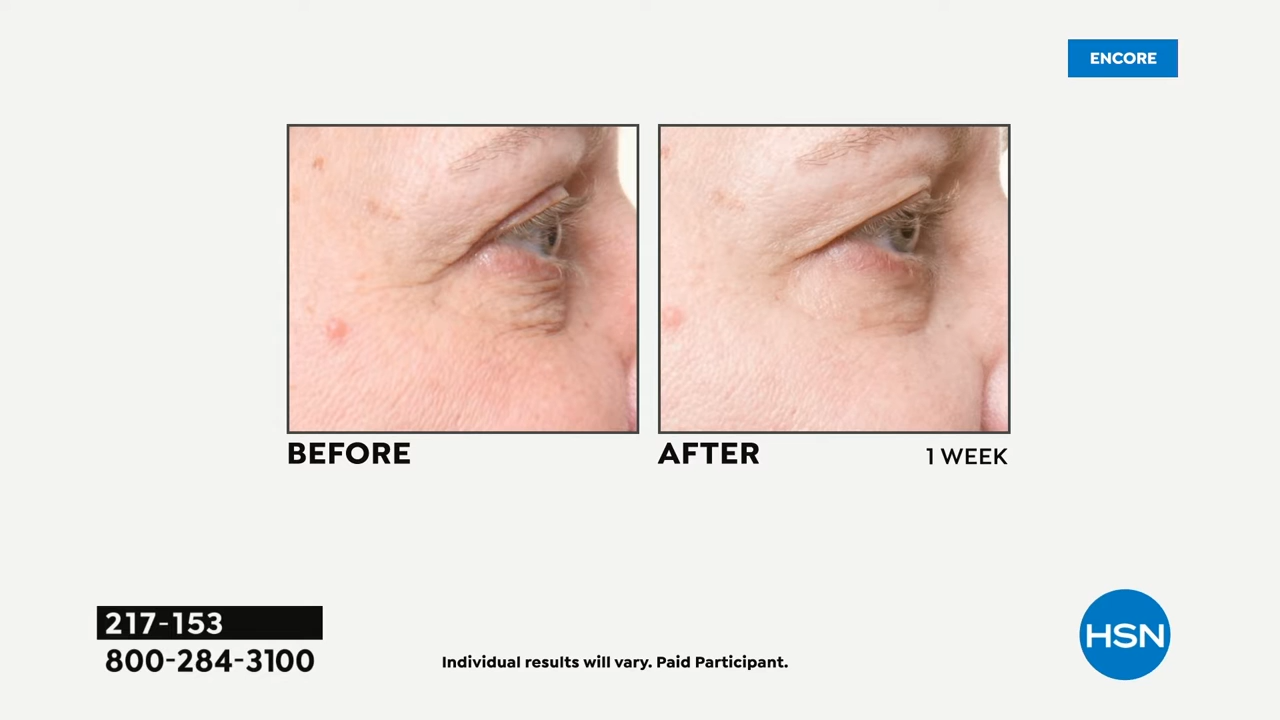 ENCORE
BEFORE
AFTER
1 WEEK
217-153
800-284-3100
Individual results will vary. Paid Participant.
HSN